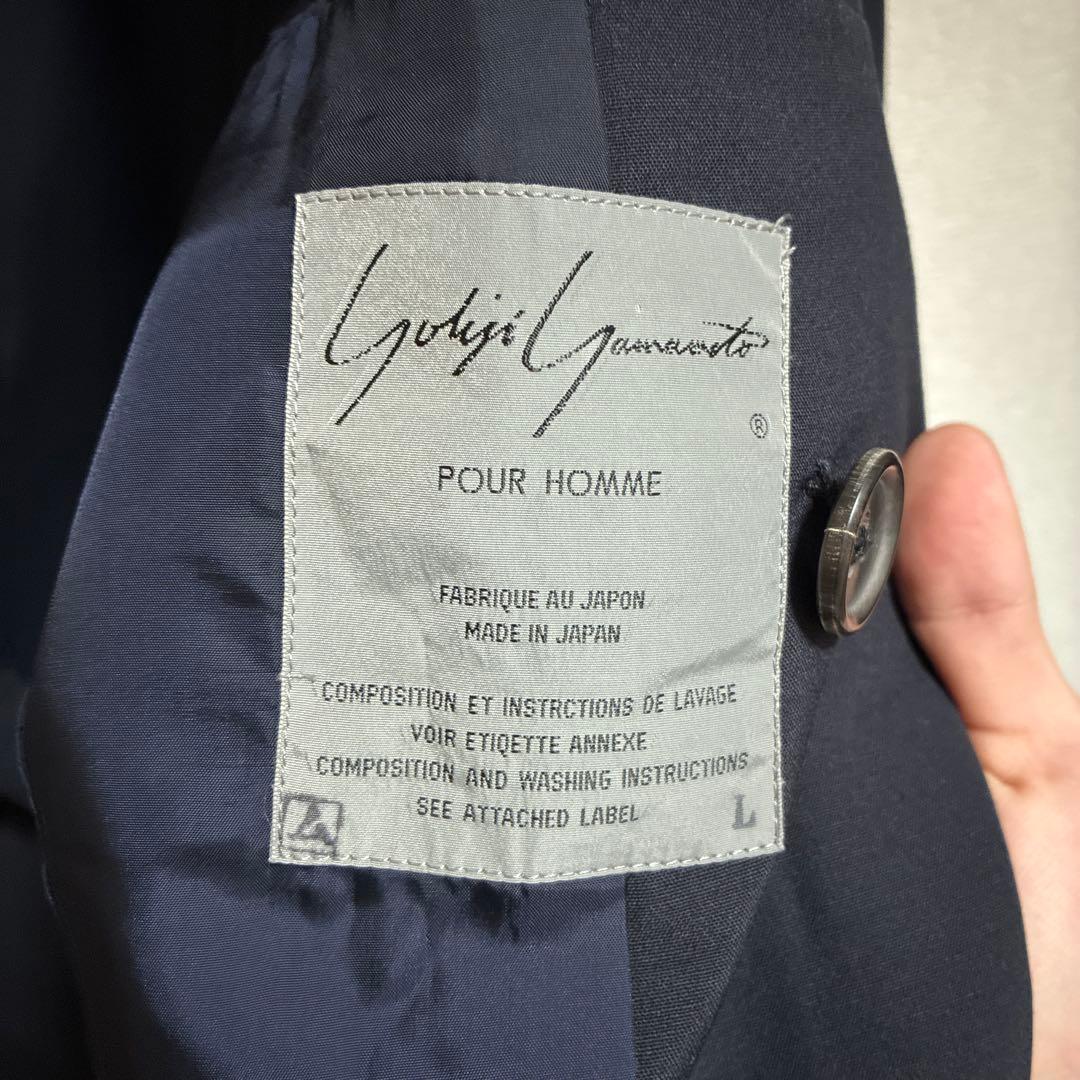 Yohji Yamamoto
®
POUR HOMME
FABRIQUE AU JAPON
MADE IN JAPAN
COMPOSITION ET INSTRCTIONS DE LAVAGE
VOIR ETIQETTE ANNEXE
COMPOSITION AND WASHING INSTRUCTIONS
SEE ATTACHED LABEL
L